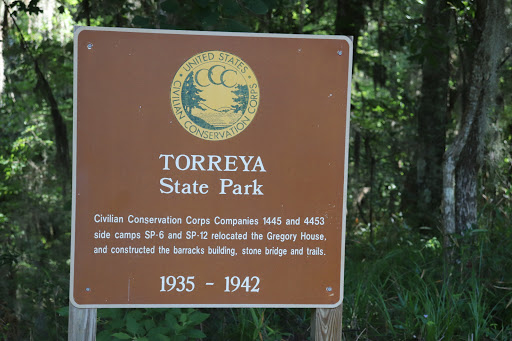 UNITED STATES
CCC
CIVILIAN CONSERVATION CORPS
TORREYA
State Park
Civilian Conservation Corps Companies 1445 and 4453
side camps SP-6 and SP-12 relocated the Gregory House,
and constructed the barracks building, stone bridge and trails.
1935 - 1942